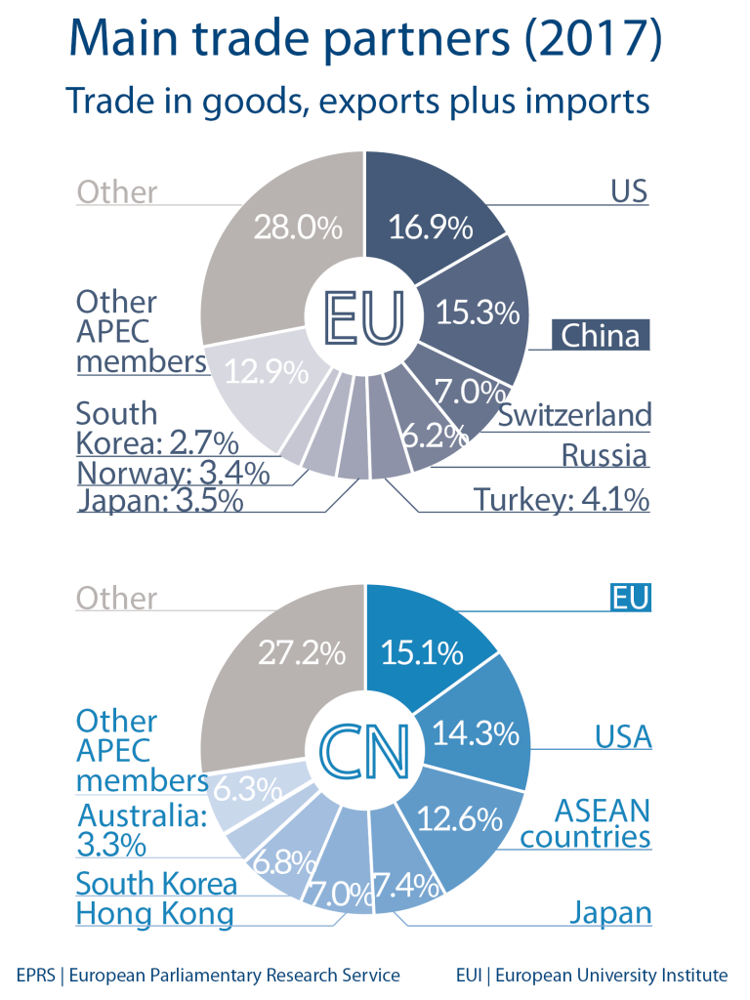 Main trade partners (2017)
Trade in goods, exports plus imports
Other
28.0%
16.9%
US
EU
15.3%
China
Other
APEC
members
12.9%
7.0%
Switzerland
6.2%
Russia
South
Korea: 2.7%
Norway: 3.4%
Japan: 3.5%
Turkey: 4.1%
Other
27.2%
15.1%
EU
CN
14.3%
USA
Other
APEC
members
6.3%
12.6%
ASEAN
countries
Australia:
3.3%
6.8%
South Korea
7.0%
Hong Kong
7.4%
Japan
EPRS | European Parliamentary Research Service
EUI | European University Institute